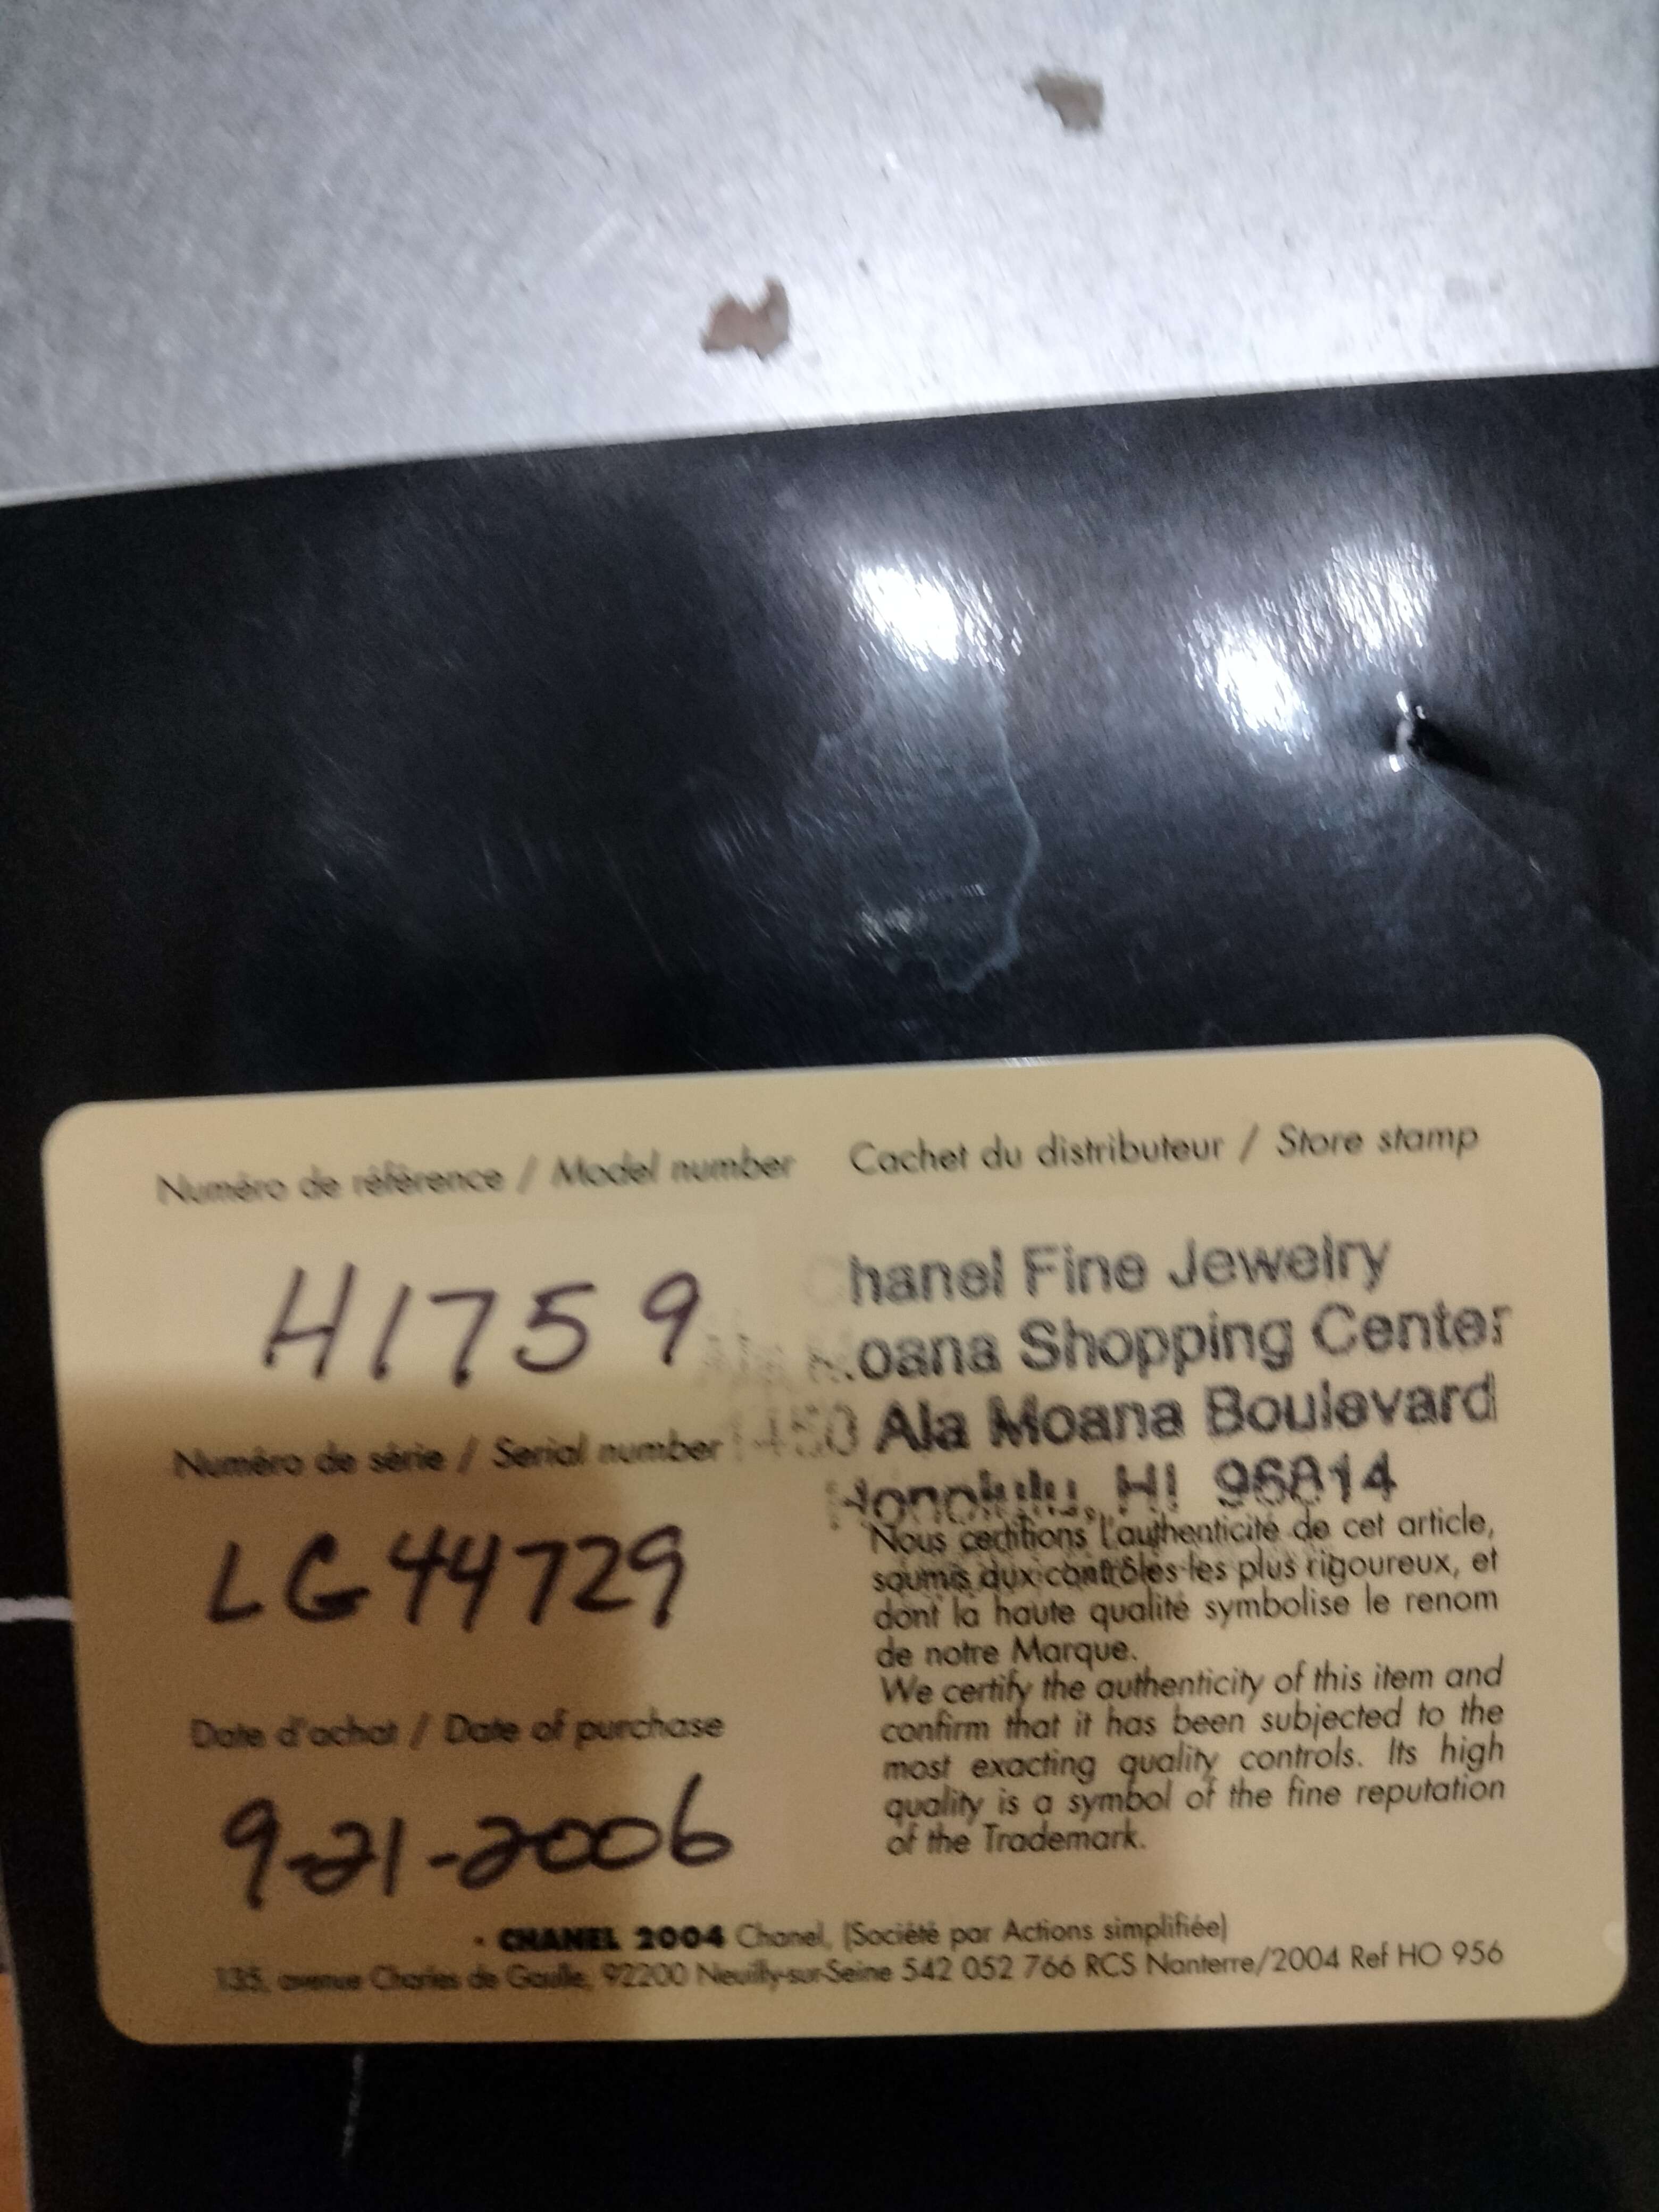 Numéro de référence / Model number
H1759
Numéro de série / Serial number
LG44729
Date d'achat / Date of purchase
9-21-2006
Cachet du distributeur / Store stamp
Chanel Fine Jewelry
Ala Moana Shopping Center
1450 Ala Moana Boulevard
Honolulu, HI 96814
Nous certifions l'authenticité de cet article,
soumis aux contrôles les plus rigoureux, et
dont la haute qualité symbolise le renom
de notre Marque.
We certify the authenticity of this item and
confirm that it has been subjected to the
most exacting quality controls. Its high
quality is a symbol of the fine reputation
of the Trademark.
CHANEL 2004 Chanel, (Société par Actions simplifiée)
135, avenue Charles de Gaulle, 92200 Neuilly-sur-Seine 542 052 766 RCS Nanterre/2004 Ref HO 956